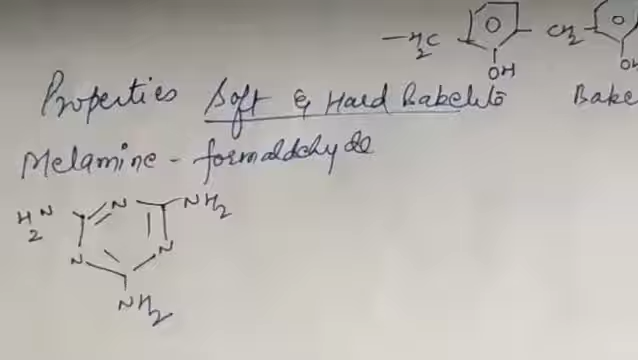 –H2C CH2
OH OH
Properties Soft & Hard Bakelite Bake
Melamine - formaldehyde
H2N N NH2
N N
NH2